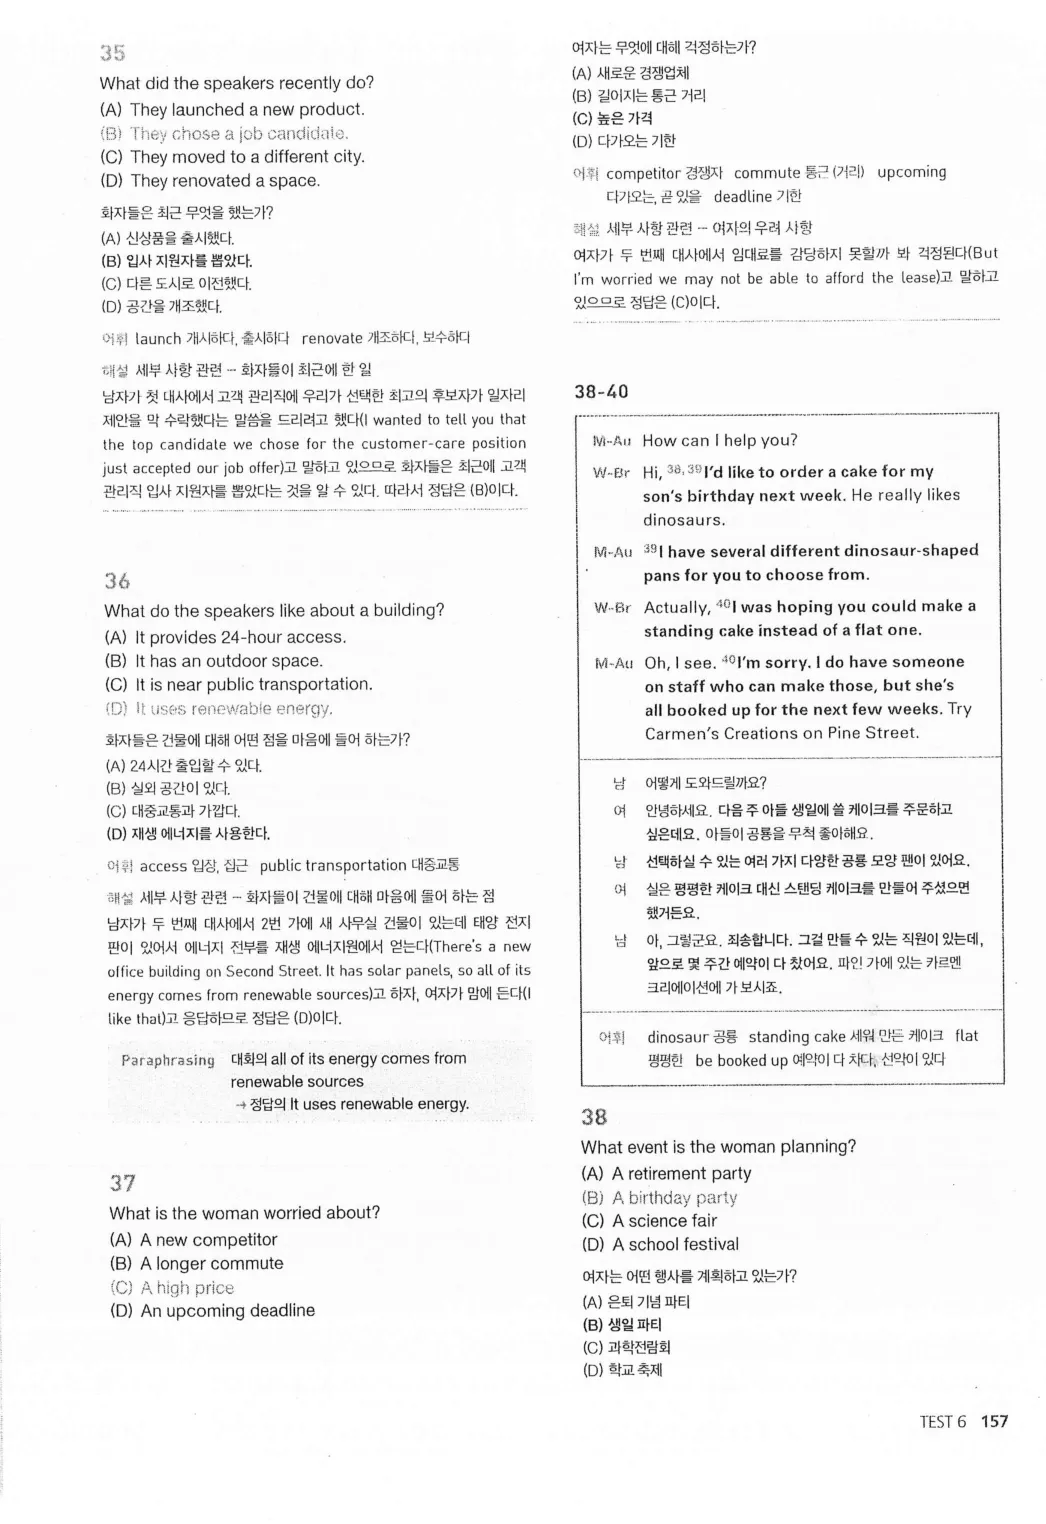 35
What did the speakers recently do?
(A) They launched a new product.
(B) They chose a job candidate.
(C) They moved to a different city.
(D) They renovated a space.
화자들은 최근 무엇을 했는가?
(A) 신상품을 출시했다.
(B) 입사 지원자를 뽑았다.
(C) 다른 도시로 이전했다.
(D) 공간을 개조했다.
어휘 launch 개시하다, 출시하다 renovate 개조하다, 보수하다
해설 세부 사항 관련 – 화자들이 최근에 한 일
남자가 첫 대사에서 고객 관리직에 우리가 선택한 최고의 후보자가 일자리
제안을 막 수락했다는 말씀을 드리려고 했다(I wanted to tell you that
the top candidate we chose for the customer-care position
just accepted our job offer)고 말하고 있으므로 화자들은 최근에 고객
관리직 입사 지원자를 뽑았다는 것을 알 수 있다. 따라서 정답은 (B)이다.
36
What do the speakers like about a building?
(A) It provides 24-hour access.
(B) It has an outdoor space.
(C) It is near public transportation.
(D) It uses renewable energy.
화자들은 건물에 대해 어떤 점을 마음에 들어 하는가?
(A) 24시간 출입할 수 있다.
(B) 실외 공간이 있다.
(C) 대중교통과 가깝다.
(D) 재생 에너지를 사용한다.
어휘 access 입장, 접근 public transportation 대중교통
해설 세부 사항 관련 – 화자들이 건물에 대해 마음에 들어 하는 점
남자가 두 번째 대사에서 2번 가에 새 사무실 건물이 있는데 태양 전지
판이 있어서 에너지 전부를 재생 에너지원에서 얻는다(There's a new
office building on Second Street. It has solar panels, so all of its
energy comes from renewable sources)고 하자, 여자가 맘에 든다(I
like that)고 응답하므로 정답은 (D)이다.
Paraphrasing 대화의 all of its energy comes from
renewable sources
→ 정답의 It uses renewable energy.
37
What is the woman worried about?
(A) A new competitor
(B) A longer commute
(C) A high price
(D) An upcoming deadline
여자는 무엇에 대해 걱정하는가?
(A) 새로운 경쟁업체
(B) 길어지는 통근 거리
(C) 높은 가격
(D) 다가오는 기한
어휘 competitor 경쟁자 commute 통근 (거리) upcoming
다가오는, 곧 있을 deadline 기한
해설 세부 사항 관련 – 여자의 우려 사항
여자가 두 번째 대사에서 임대료를 감당하지 못할까 봐 걱정된다(But
I'm worried we may not be able to afford the lease)고 말하고
있으므로 정답은 (C)이다.
38-40
M-Au How can I help you?
W-Br Hi, 38, 39 I'd like to order a cake for my
son's birthday next week. He really likes
dinosaurs.
M-Au 39 I have several different dinosaur-shaped
pans for you to choose from.
W-Br Actually, 40 I was hoping you could make a
standing cake instead of a flat one.
M-Au Oh, I see. 40 I'm sorry. I do have someone
on staff who can make those, but she's
all booked up for the next few weeks. Try
Carmen's Creations on Pine Street.
남 어떻게 도와드릴까요?
여 안녕하세요. 다음 주 아들 생일에 쓸 케이크를 주문하고
싶은데요. 아들이 공룡을 무척 좋아해요.
남 선택하실 수 있는 여러 가지 다양한 공룡 모양 팬이 있어요.
여 실은 평평한 케이크 대신 스탠딩 케이크를 만들어 주셨으면
했거든요.
남 아, 그렇군요. 죄송합니다. 그걸 만들 수 있는 직원이 있는데,
앞으로 몇 주간 예약이 다 찼어요. 파인 가에 있는 카르멘
크리에이션에 가 보시죠.
어휘 dinosaur 공룡 standing cake 세워 만든 케이크 flat
평평한 be booked up 예약이 다 차다, 선약이 있다
38
What event is the woman planning?
(A) A retirement party
(B) A birthday party
(C) A science fair
(D) A school festival
여자는 어떤 행사를 계획하고 있는가?
(A) 은퇴 기념 파티
(B) 생일 파티
(C) 과학전람회
(D) 학교 축제
TEST 6 157